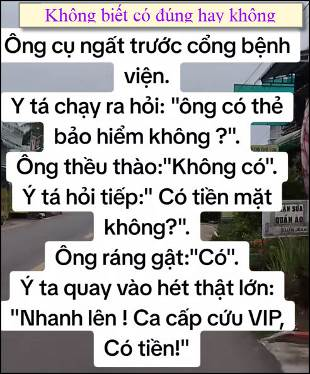 Không biết có đúng hay không
Ông cụ ngất trước cổng bệnh
viện.
Y tá chạy ra hỏi: "ông có thẻ
bảo hiểm không ?".
Ông thều thào:"Không có".
Ý tá hỏi tiếp:" Có tiền mặt
không?".
Ông ráng gật:"Có".
Ý ta quay vào hét thật lớn:
"Nhanh lên ! Ca cấp cứu VIP,
Có tiền!"
QUẦN ÁO